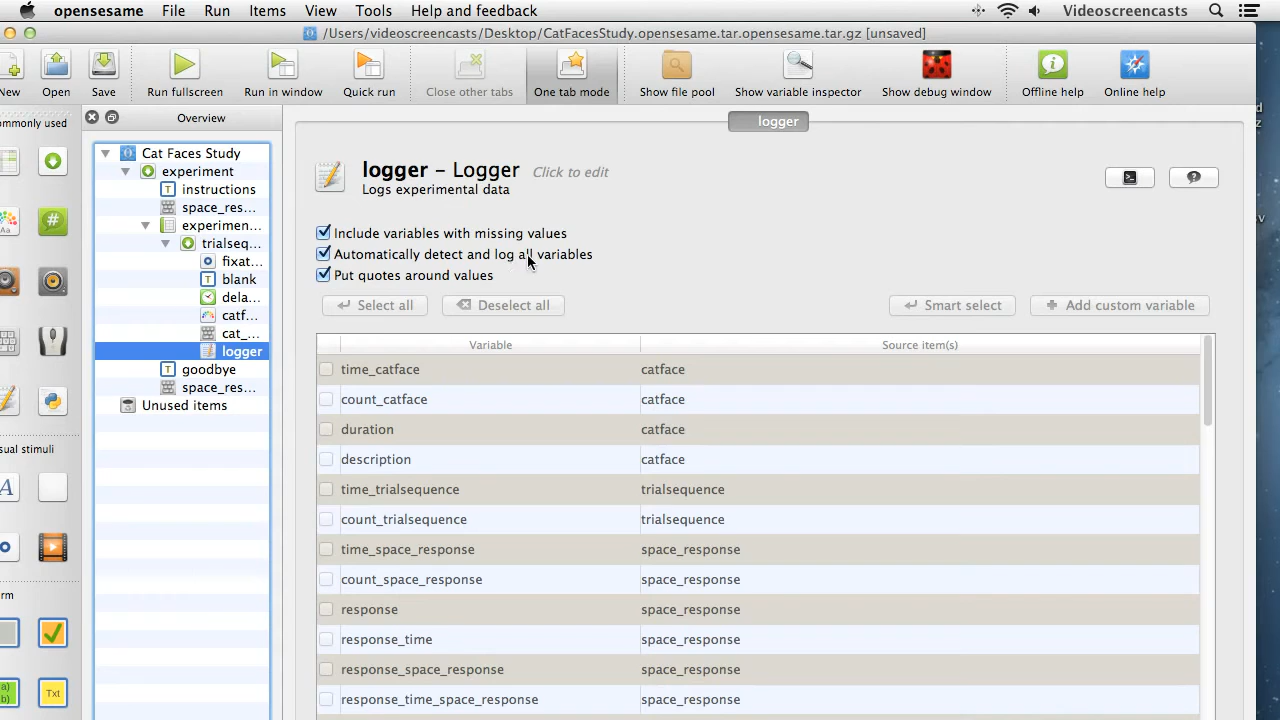 opensesame File Run Items View Tools Help and feedback Videoscreencasts
/Users/videoscreencasts/Desktop/CatFacesStudy.opensesame.tar.opensesame.tar.gz [unsaved]
New Open Save Run fullscreen Run in window Quick run Close other tabs One tab mode Show file pool Show variable inspector Show debug window Offline help Online help
ommonly used
Overview
logger
Cat Faces Study
experiment
instructions
space_res...
experimen...
trialseq...
fixat...
blank
dela...
catf...
cat_...
logger
goodbye
space_res...
Unused items
sual stimuli
rm
Aa
#
A
a)
b)
Txt
logger – Logger Click to edit
Logs experimental data
Include variables with missing values
Automatically detect and log all variables
Put quotes around values
Select all Deselect all Smart select Add custom variable
Variable Source item(s)
time_catface catface
count_catface catface
duration catface
description catface
time_trialsequence trialsequence
count_trialsequence trialsequence
time_space_response space_response
count_space_response space_response
response space_response
response_time space_response
response_space_response space_response
response_time_space_response space_response